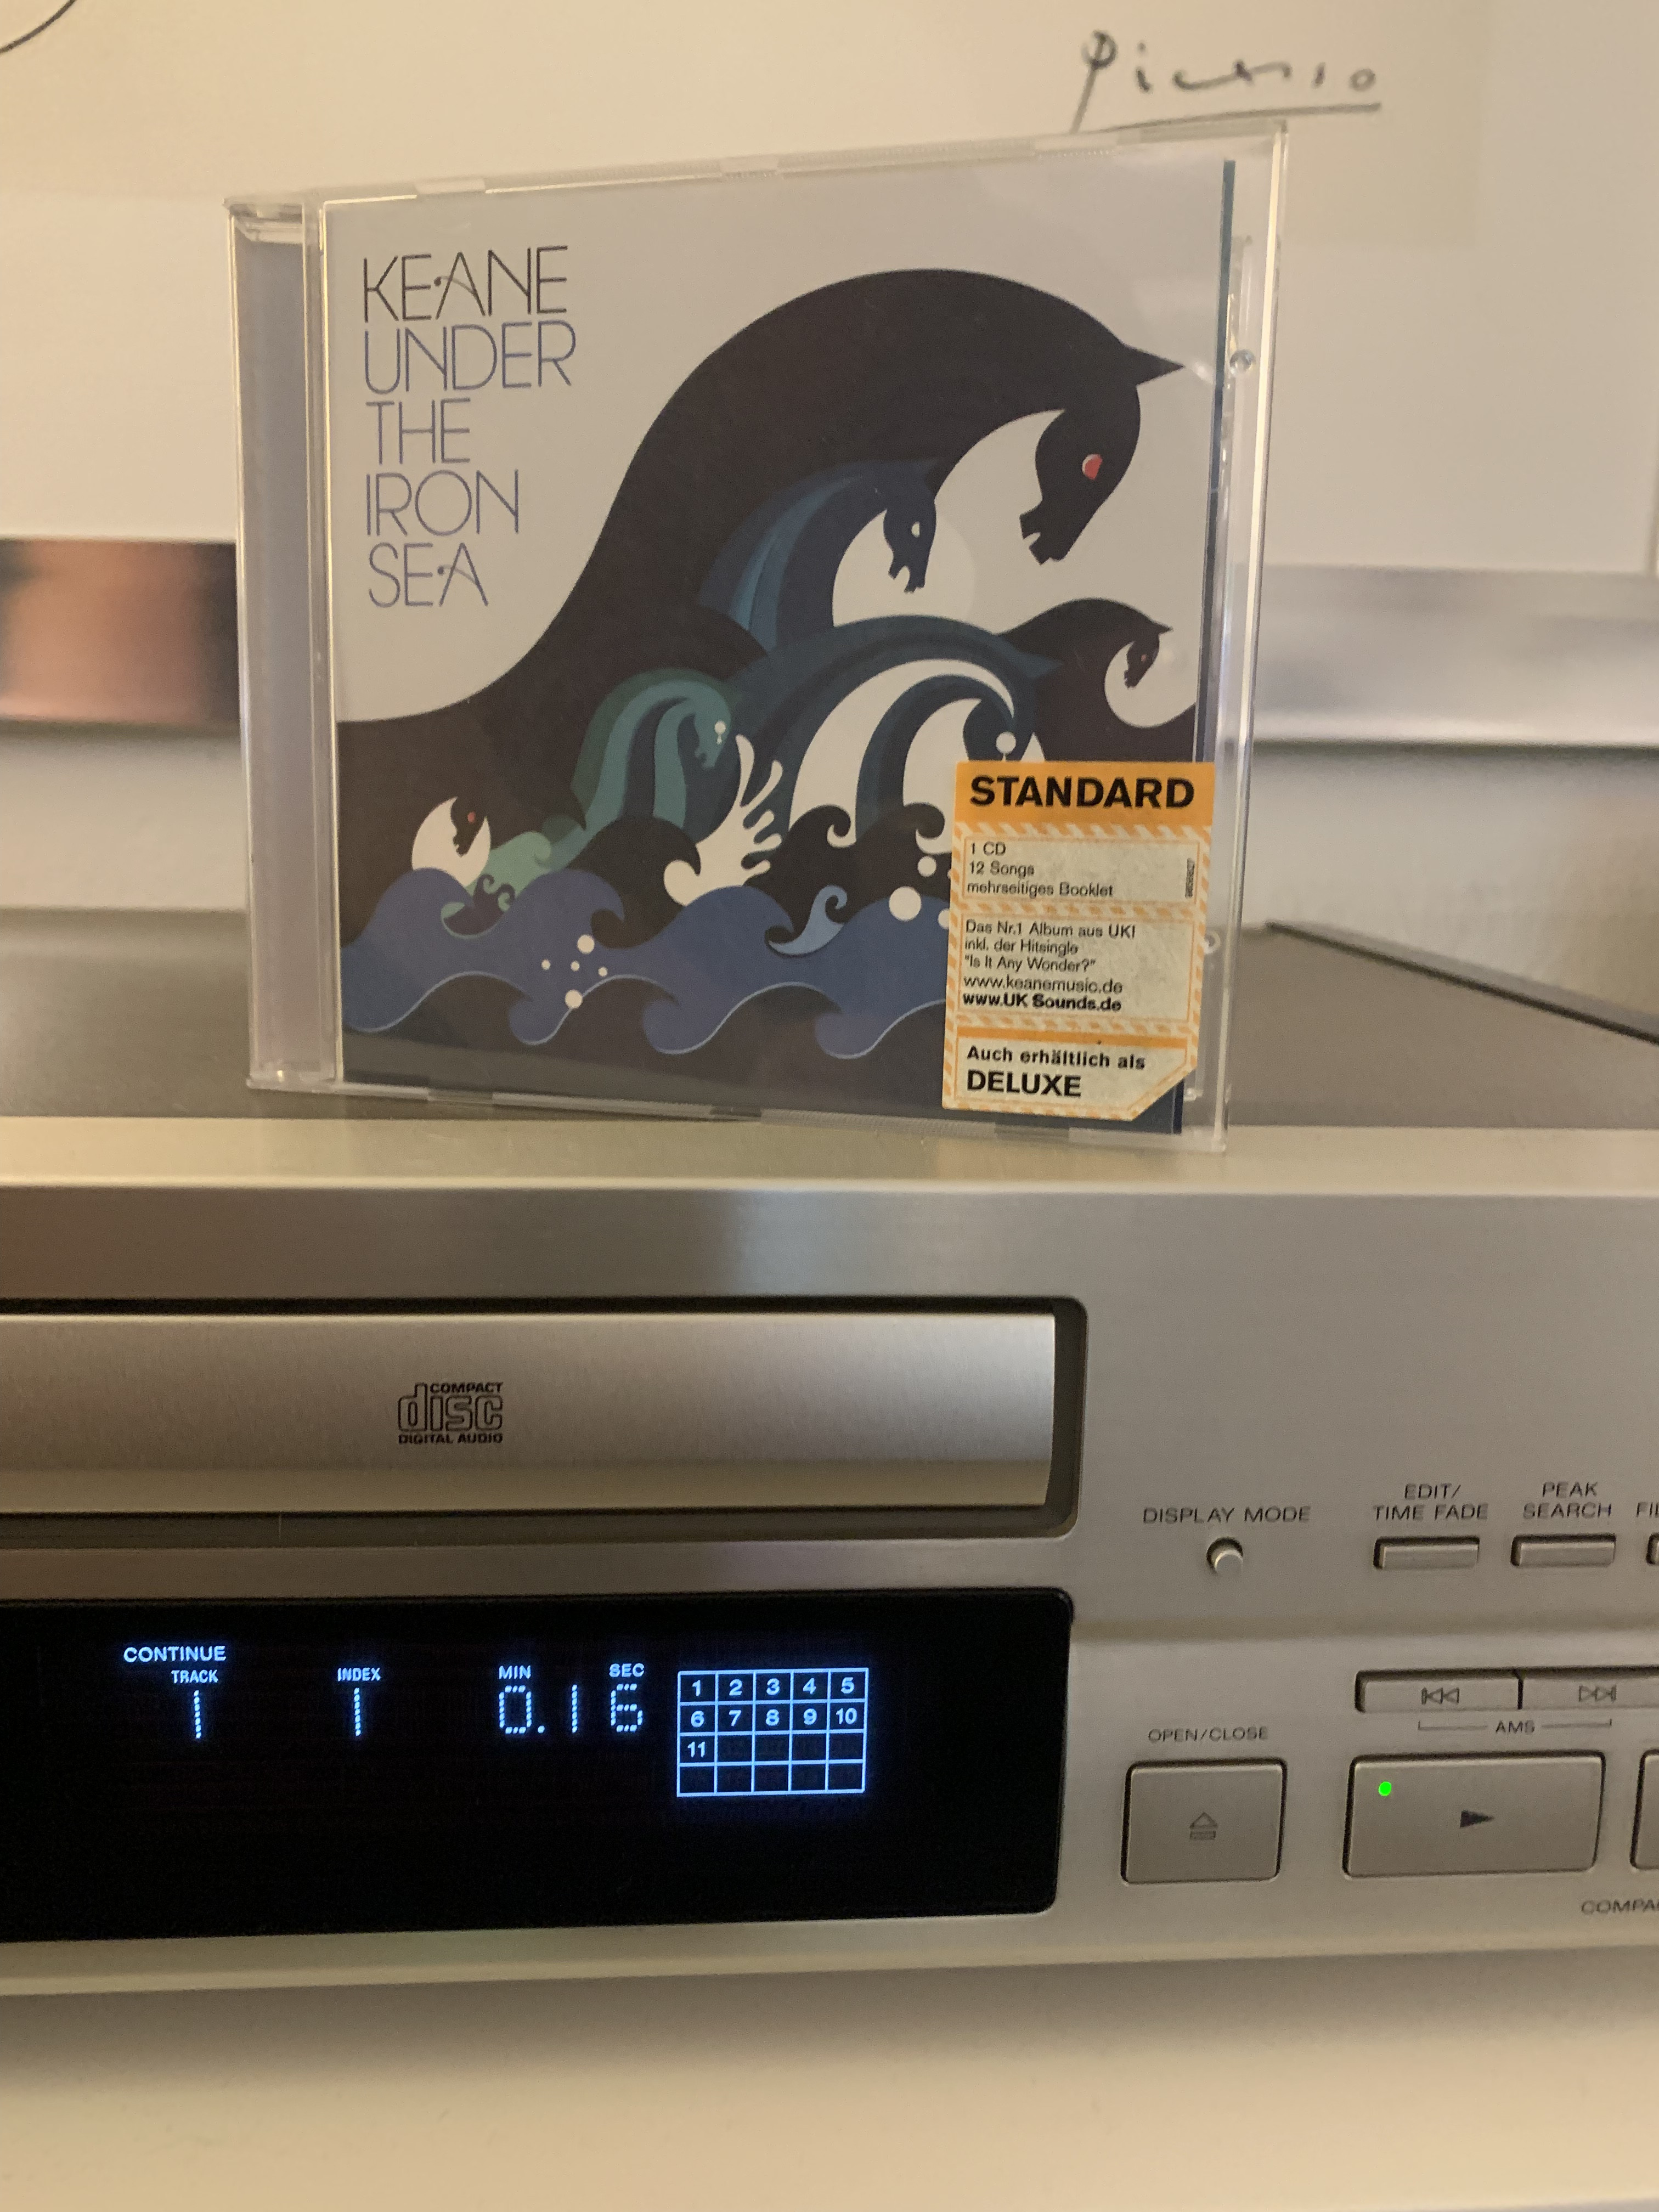 Picasso
KEANE
UNDER
THE
IRON
SEA
STANDARD
1 CD
12 Songs
mehrseitiges Booklet
Das Nr.1 Album aus UK!
inkl. der Hitsingle
"Is It Any Wonder?"
www.keanemusic.de
www.UK Sounds.de
Auch erhältlich als
DELUXE
COMPACT
disc
DIGITAL AUDIO
DISPLAY MODE
EDIT/
TIME FADE
PEAK
SEARCH
FIL
CONTINUE
TRACK INDEX MIN SEC
1 1 0.16
1 2 3 4 5
6 7 8 9 10
11
AMS
OPEN/CLOSE
COMPA